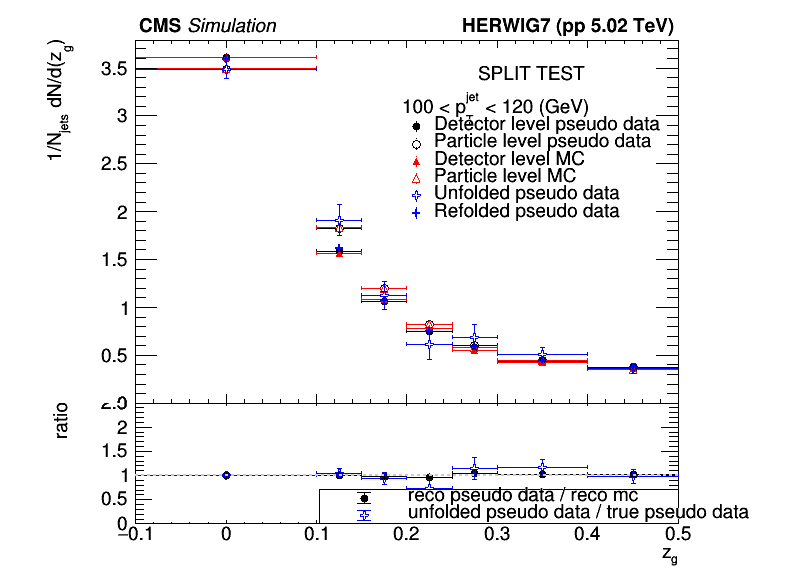 CMS Simulation HERWIG7 (pp 5.02 TeV)
1/N_jets dN/d(z_g)
SPLIT TEST
100 < p_T^jet < 120 (GeV)
Detector level pseudo data
Particle level pseudo data
Detector level MC
Particle level MC
Unfolded pseudo data
Refolded pseudo data
3.5
3
2.5
2
1.5
1
0.5
0
ratio
2
1.5
1
0.5
0
reco pseudo data / reco mc
unfolded pseudo data / true pseudo data
−0.1 0 0.1 0.2 0.3 0.4 0.5
z_g